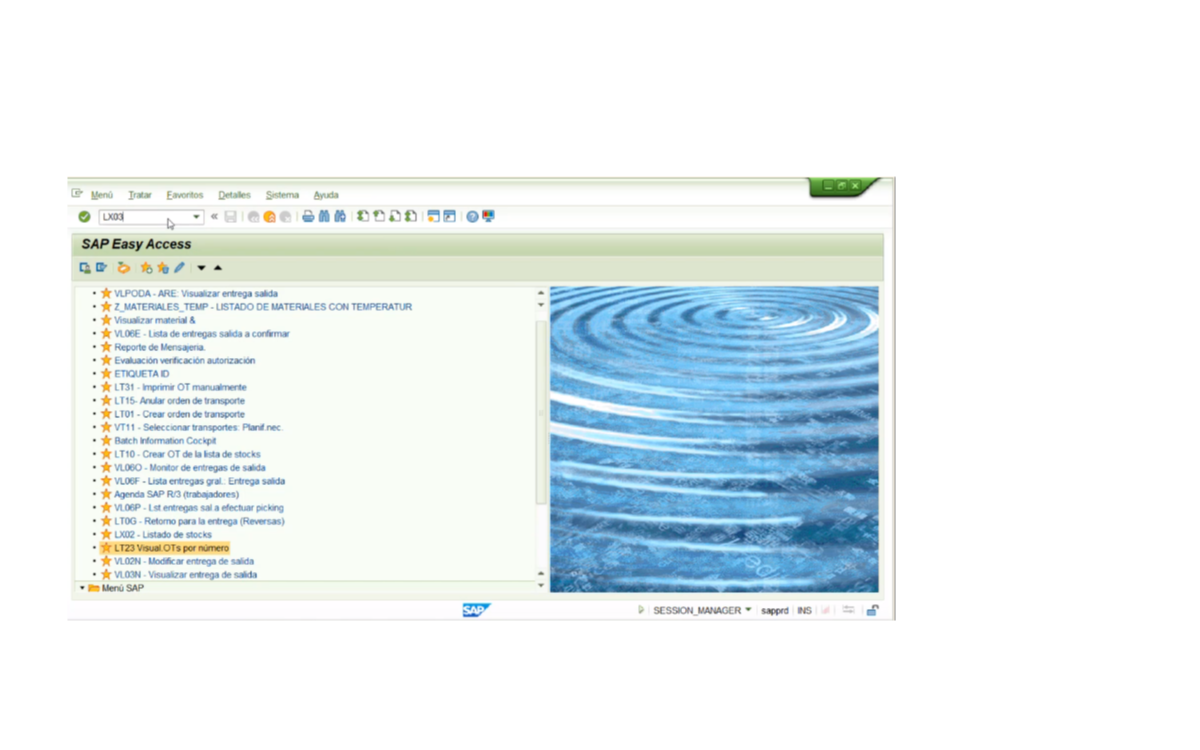 Menú Tratar Favoritos Detalles Sistema Ayuda
LX03
SAP Easy Access
VLPODA - ARE: Visualizar entrega salida
Z_MATERIALES_TEMP - LISTADO DE MATERIALES CON TEMPERATUR
Visualizar material &
VL06E - Lista de entregas salida a confirmar
Reporte de Mensajeria.
Evaluación verificación autorización
ETIQUETA ID
LT31 - Imprimir OT manualmente
LT15- Anular orden de transporte
LT01 - Crear orden de transporte
VT11 - Seleccionar transportes: Planif.nec.
Batch Information Cockpit
LT10 - Crear OT de la lista de stocks
VL06O - Monitor de entregas de salida
VL06F - Lista entregas gral.: Entrega salida
Agenda SAP R/3 (trabajadores)
VL06P - Lst.entregas sal.a efectuar picking
LT0G - Retorno para la entrega (Reversas)
LX02 - Listado de stocks
LT23 Visual.OTs por número
VL02N - Modificar entrega de salida
VL03N - Visualizar entrega de salida
Menú SAP
SAP SESSION_MANAGER sapprd INS